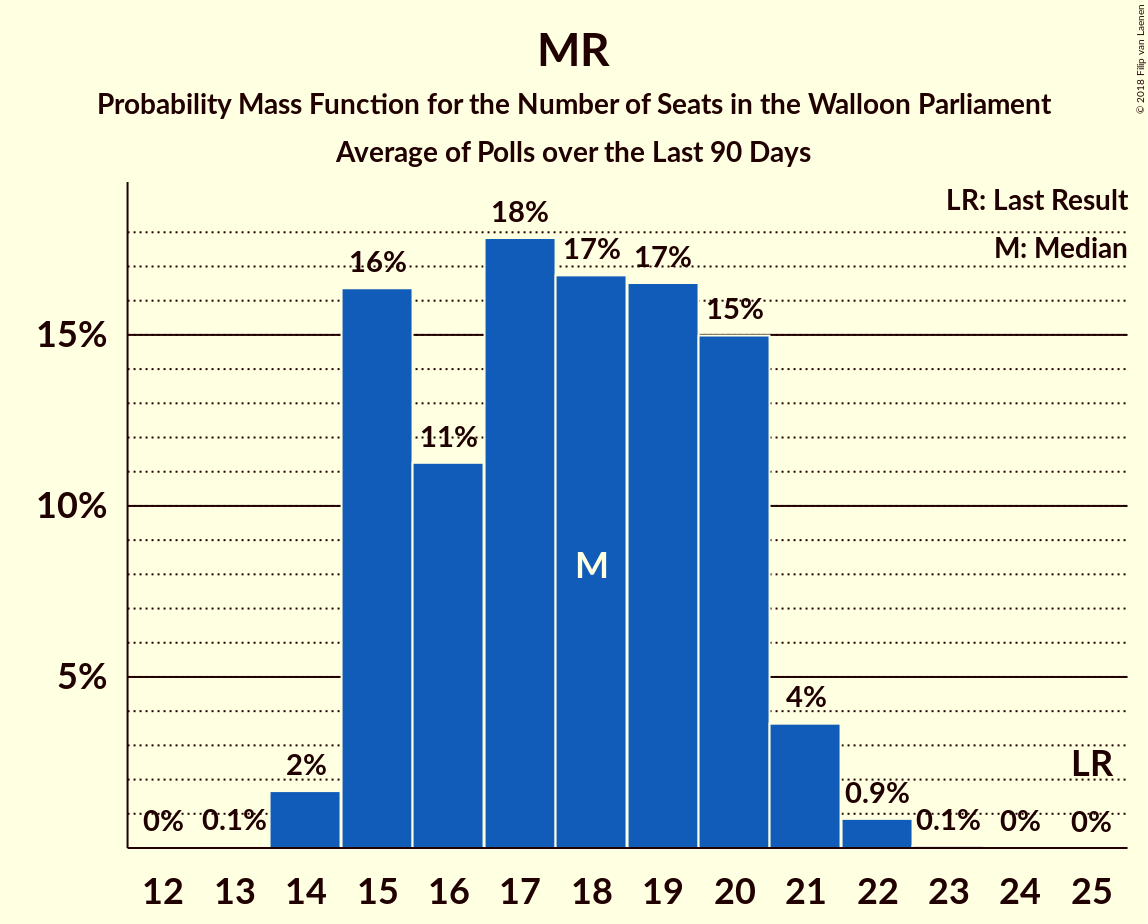 MR
Probability Mass Function for the Number of Seats in the Walloon Parliament
Average of Polls over the Last 90 Days
© 2018 Filip van Laenen
LR: Last Result
M: Median
18%
17%
17%
16%
15%
15%
11%
10%
M
5%
4%
LR
2%
0.9%
0%
0.1%
0.1%
0%
0%
12 13 14 15 16 17 18 19 20 21 22 23 24 25